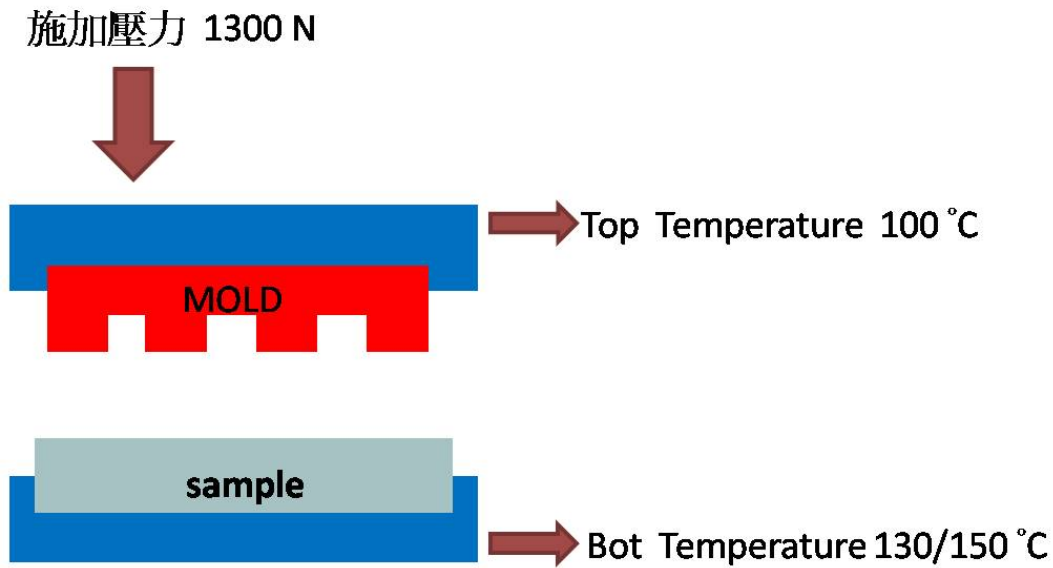 施加壓力 1300 N
Top Temperature 100 °C
MOLD
sample
Bot Temperature 130/150 °C